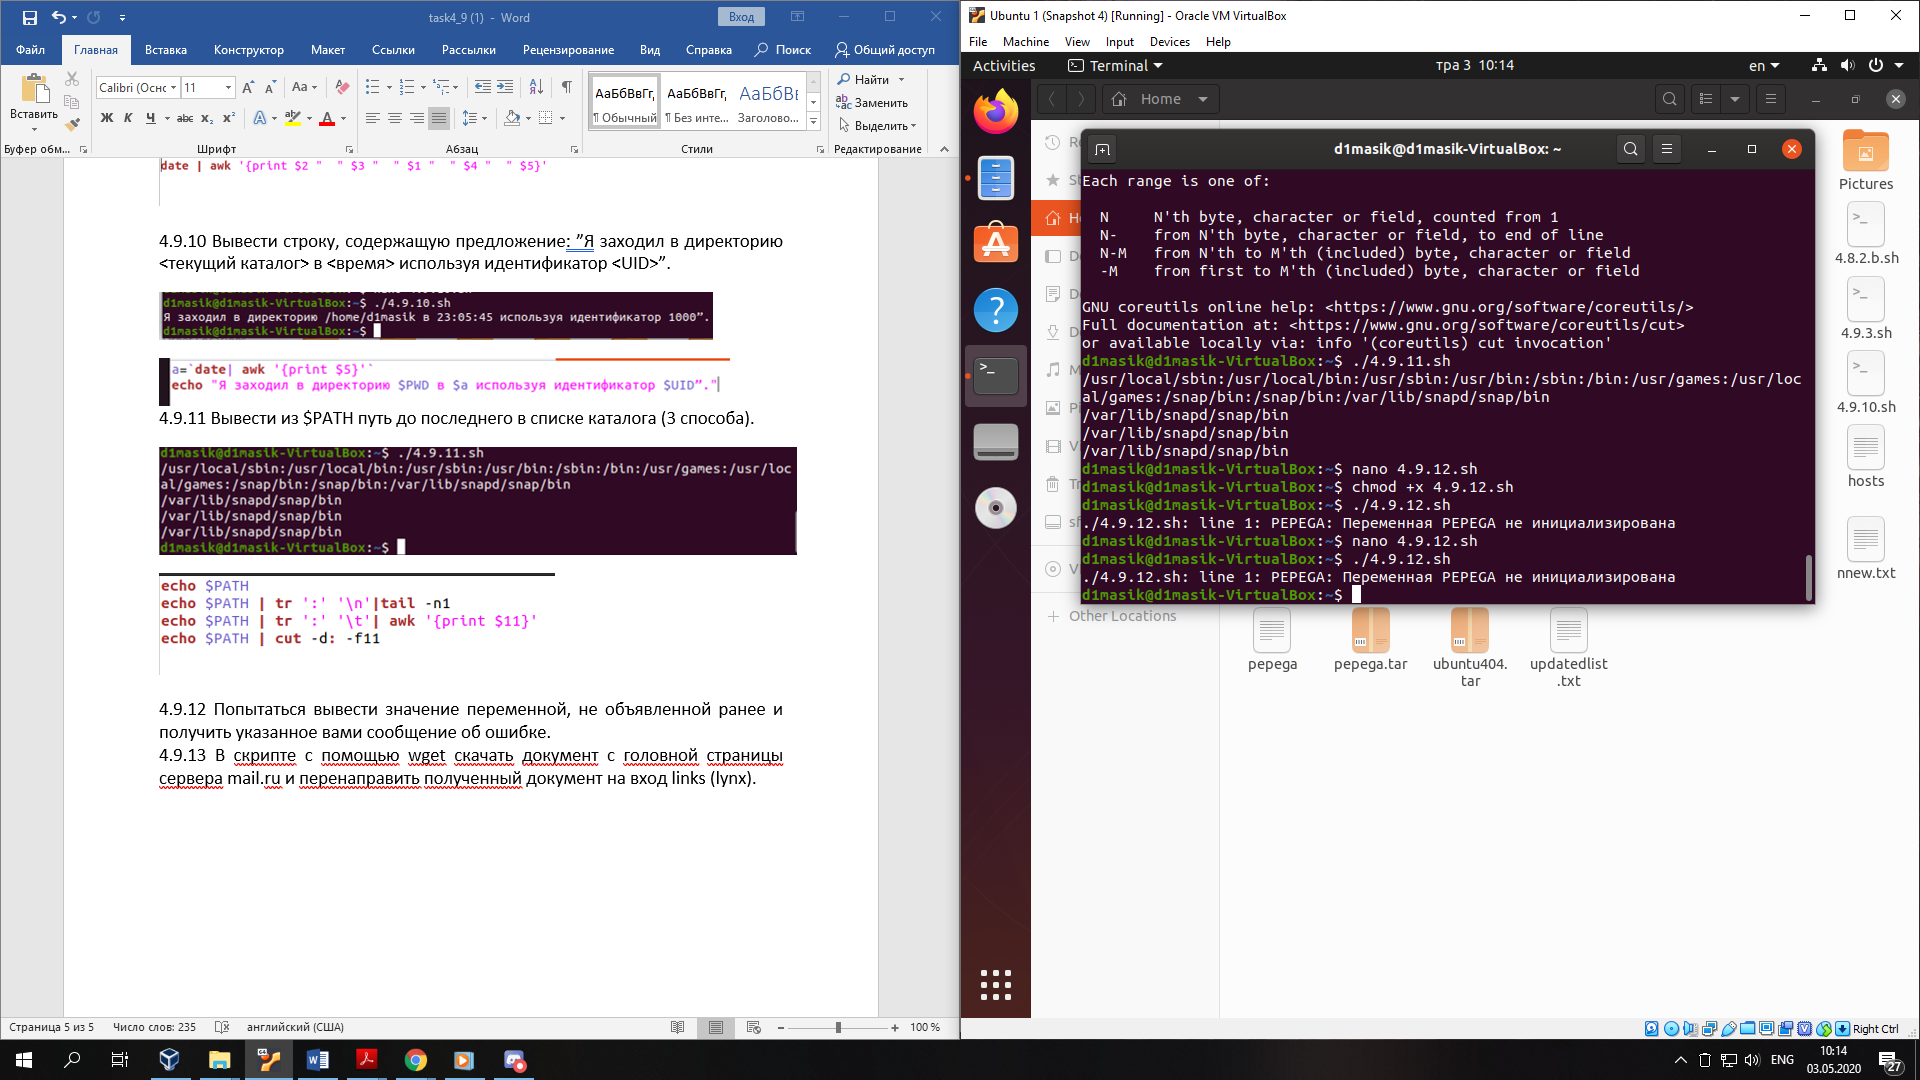 task4_9 (1) - Word
Вход
Файл Главная Вставка Конструктор Макет Ссылки Рассылки Рецензирование Вид Справка Поиск Общий доступ
Вставить
Calibri (Оснс 11
Ж К Ч abc x₂ x²
АаБбВвГг, АаБбВвГг, АаБбВı
¶ Обычный ¶ Без инте... Заголово...
Найти
Заменить
Выделить
Буфер обм... Шрифт Абзац Стили Редактирование
date | awk '{print $2 " " $3 " " $1 " " $4 " " $5}'
4.9.10 Вывести строку, содержащую предложение: ”Я заходил в директорию
<текущий каталог> в <время> используя идентификатор <UID>”.
d1masik@d1masik-VirtualBox:~$ ./4.9.10.sh
Я заходил в директорию /home/d1masik в 23:05:45 используя идентификатор 1000”.
d1masik@d1masik-VirtualBox:~$
a=`date| awk '{print $5}'`
echo "Я заходил в директорию $PWD в $a используя идентификатор $UID”."
4.9.11 Вывести из $PATH путь до последнего в списке каталога (3 способа).
d1masik@d1masik-VirtualBox:~$ ./4.9.11.sh
/usr/local/sbin:/usr/local/bin:/usr/sbin:/usr/bin:/sbin:/bin:/usr/games:/usr/loc
al/games:/snap/bin:/snap/bin:/var/lib/snapd/snap/bin
/var/lib/snapd/snap/bin
/var/lib/snapd/snap/bin
/var/lib/snapd/snap/bin
d1masik@d1masik-VirtualBox:~$
echo $PATH
echo $PATH | tr ':' '\n'|tail -n1
echo $PATH | tr ':' '\t'| awk '{print $11}'
echo $PATH | cut -d: -f11
4.9.12 Попытаться вывести значение переменной, не объявленной ранее и
получить указанное вами сообщение об ошибке.
4.9.13 В скрипте с помощью wget скачать документ с головной страницы
сервера mail.ru и перенаправить полученный документ на вход links (lynx).
Страница 5 из 5 Число слов: 235 английский (США) 100 %
Ubuntu 1 (Snapshot 4) [Running] - Oracle VM VirtualBox
File Machine View Input Devices Help
Activities Terminal тра 3 10:14 en
Home
d1masik@d1masik-VirtualBox: ~
Each range is one of:
N N'th byte, character or field, counted from 1
N- from N'th byte, character or field, to end of line
N-M from N'th to M'th (included) byte, character or field
-M from first to M'th (included) byte, character or field
GNU coreutils online help: <https://www.gnu.org/software/coreutils/>
Full documentation at: <https://www.gnu.org/software/coreutils/cut>
or available locally via: info '(coreutils) cut invocation'
d1masik@d1masik-VirtualBox:~$ ./4.9.11.sh
/usr/local/sbin:/usr/local/bin:/usr/sbin:/usr/bin:/sbin:/bin:/usr/games:/usr/loc
al/games:/snap/bin:/snap/bin:/var/lib/snapd/snap/bin
/var/lib/snapd/snap/bin
/var/lib/snapd/snap/bin
/var/lib/snapd/snap/bin
d1masik@d1masik-VirtualBox:~$ nano 4.9.12.sh
d1masik@d1masik-VirtualBox:~$ chmod +x 4.9.12.sh
d1masik@d1masik-VirtualBox:~$ ./4.9.12.sh
./4.9.12.sh: line 1: PEPEGA: Переменная PEPEGA не инициализирована
d1masik@d1masik-VirtualBox:~$ nano 4.9.12.sh
d1masik@d1masik-VirtualBox:~$ ./4.9.12.sh
./4.9.12.sh: line 1: PEPEGA: Переменная PEPEGA не инициализирована
d1masik@d1masik-VirtualBox:~$
Other Locations
Pictures
4.8.2.b.sh
4.9.3.sh
4.9.10.sh
hosts
nnew.txt
pepega
pepega.tar
ubuntu404.
tar
updatedlist
.txt
Right Ctrl
ENG
10:14
03.05.2020
27